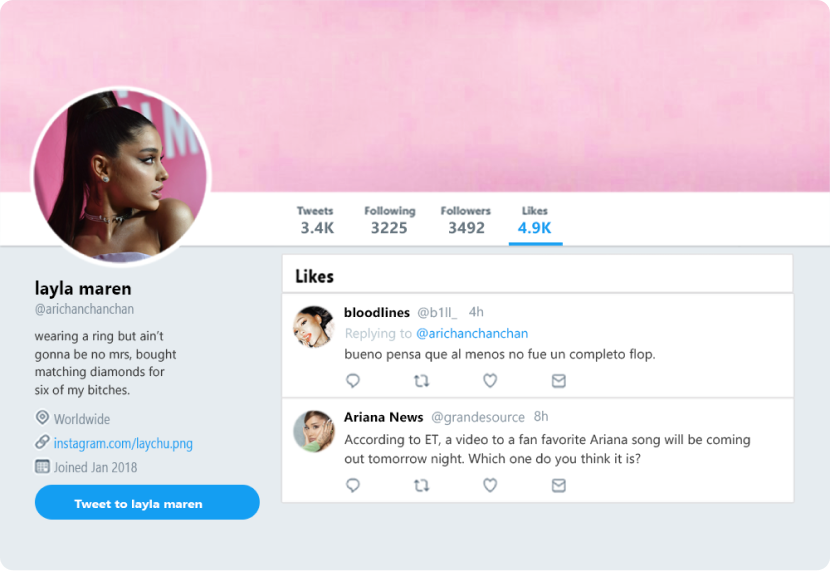 Tweets Following Followers Likes
3.4K 3225 3492 4.9K
layla maren
@arichanchanchan
wearing a ring but ain't
gonna be no mrs, bought
matching diamonds for
six of my bitches.
Worldwide
instagram.com/laychu.png
Joined Jan 2018
Tweet to layla maren
Likes
bloodlines @b1ll_ 4h
Replying to @arichanchanchan
bueno pensa que al menos no fue un completo flop.
Ariana News @grandesource 8h
According to ET, a video to a fan favorite Ariana song will be coming
out tomorrow night. Which one do you think it is?